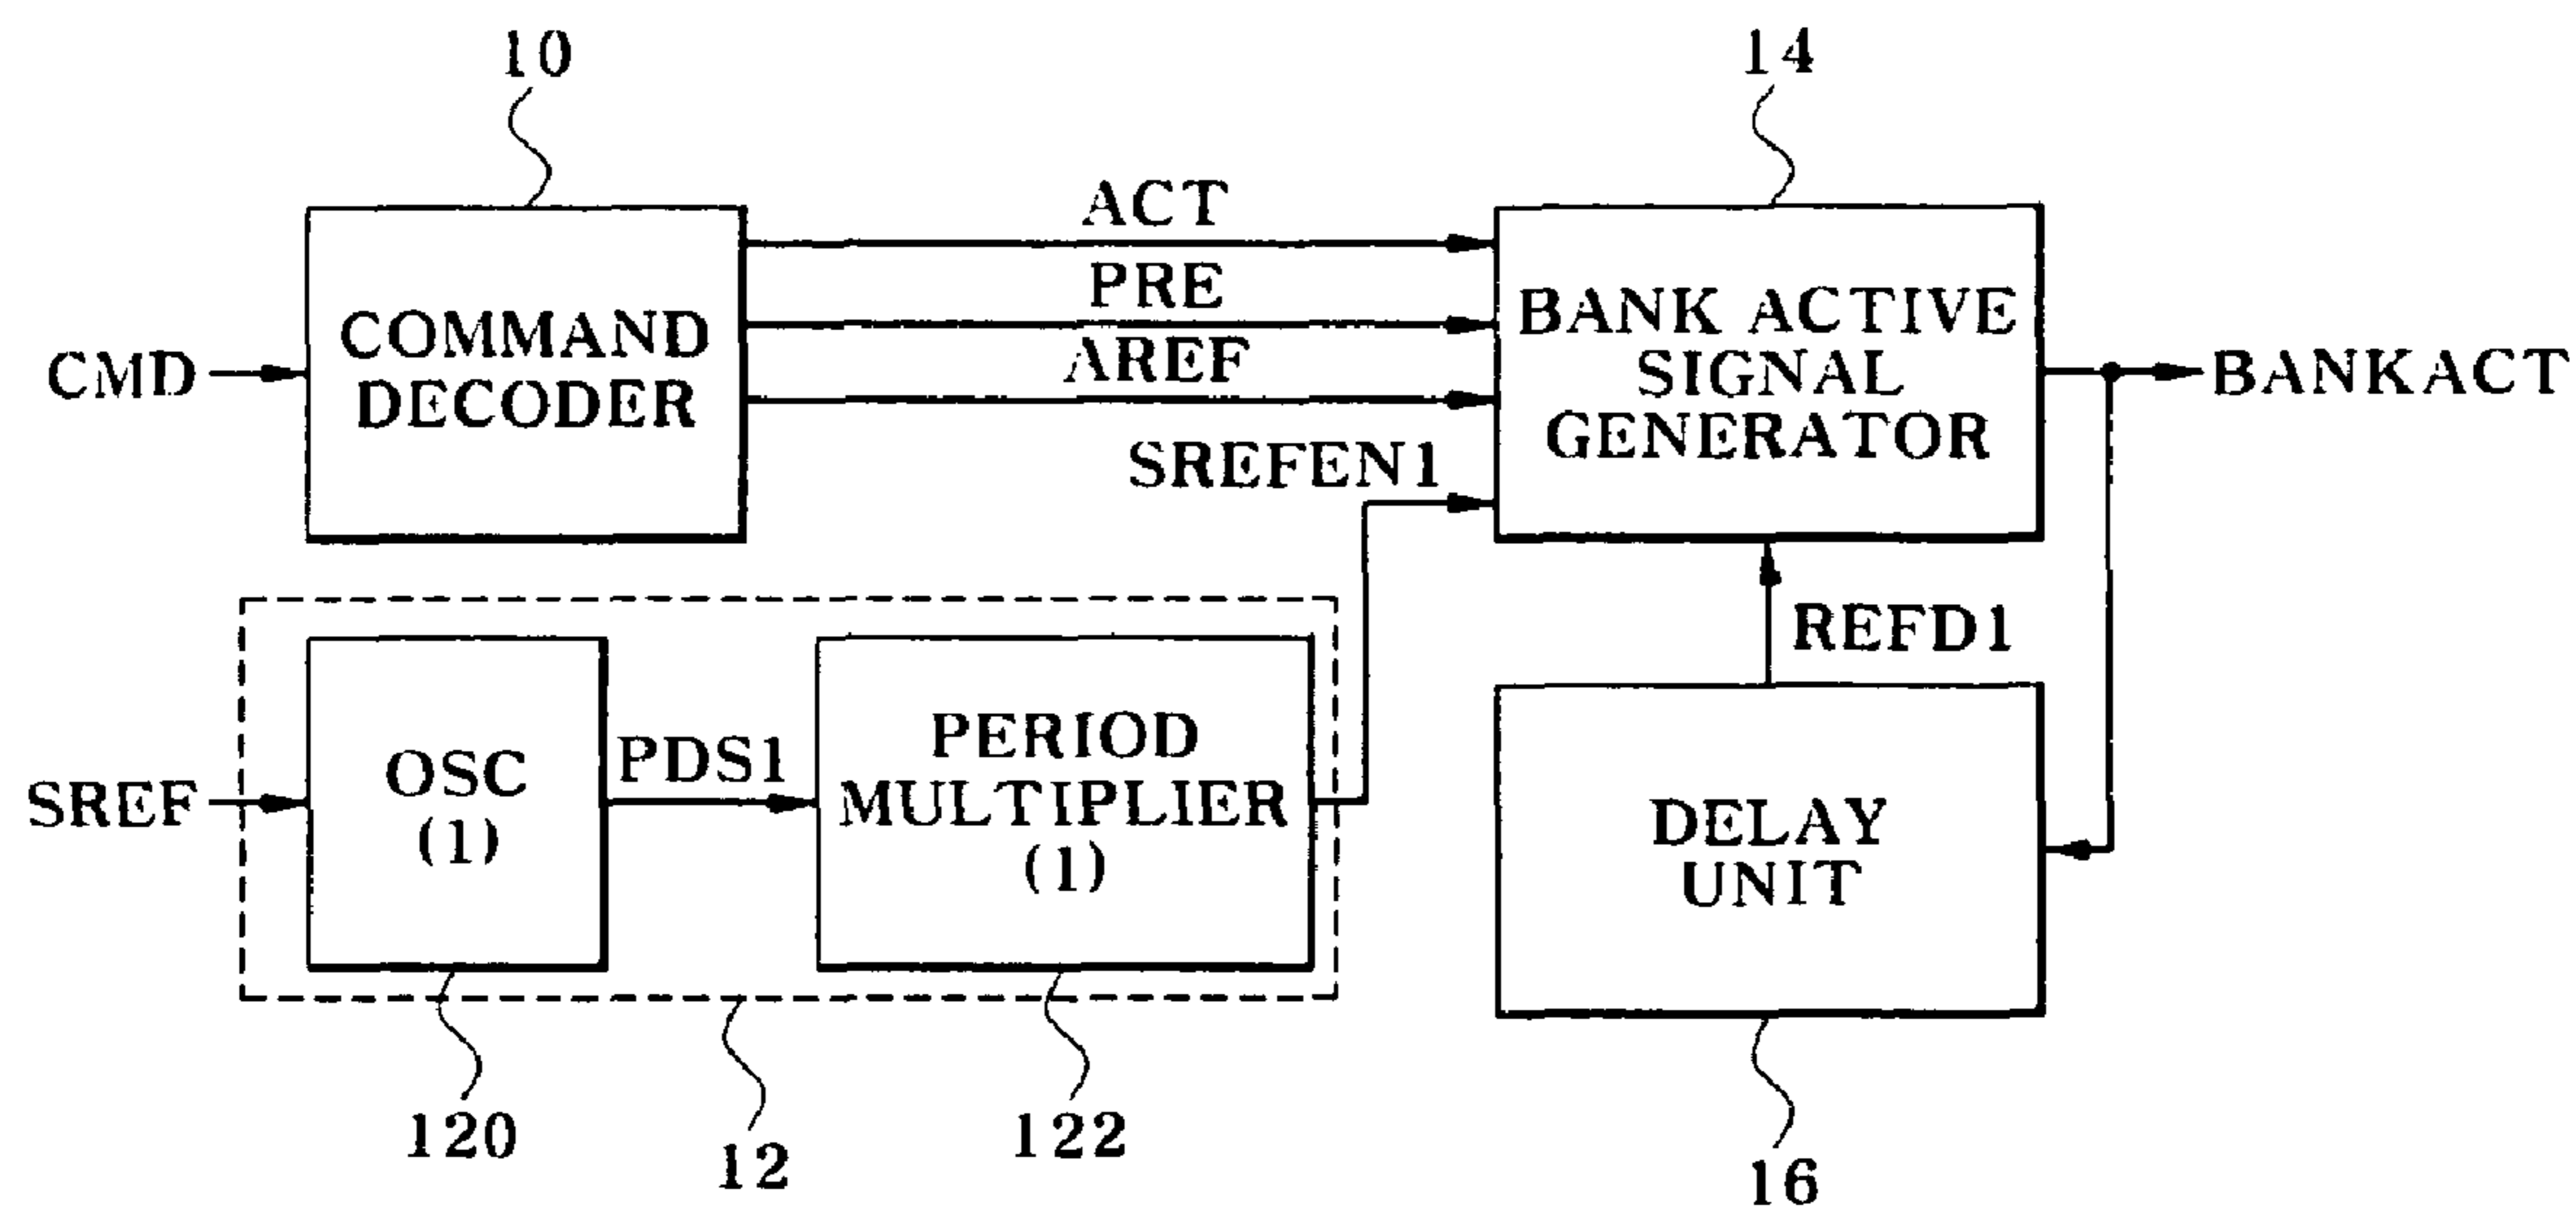 10
14
ACT
PRE
AREF
SREFEN1
CMD
COMMAND
DECODER
BANK ACTIVE
SIGNAL
GENERATOR
BANKACT
REFD1
SREF
OSC
(1)
PDS1
PERIOD
MULTIPLIER
(1)
DELAY
UNIT
120
12
122
16